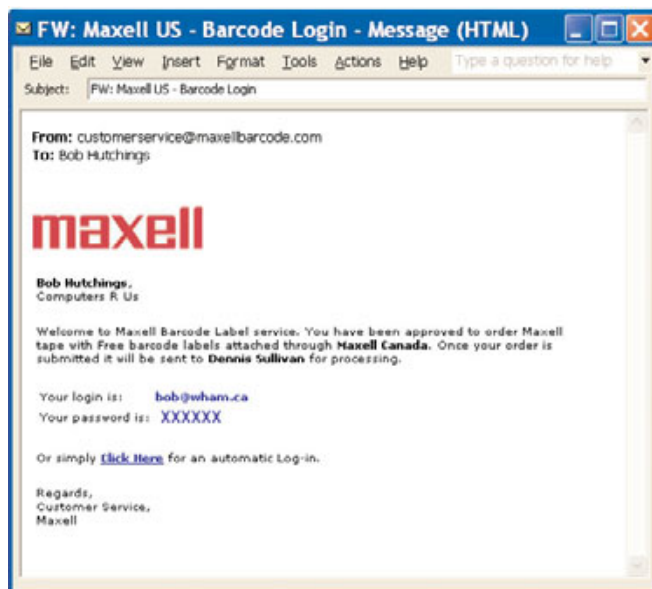 FW: Maxell US - Barcode Login - Message (HTML)
File Edit View Insert Format Tools Actions Help Type a question for help
Subject: FW: Maxell US - Barcode Login
From: customerservice@maxellbarcode.com
To: Bob Hutchings
maxell
Bob Hutchings,
Computers R Us
Welcome to Maxell Barcode Label service. You have been approved to order Maxell
tape with Free barcode labels attached through Maxell Canada. Once your order is
submitted it will be sent to Dennis Sullivan for processing.
Your login is: bob@wham.ca
Your password is: XXXXXX
Or simply Click Here for an automatic Log-in.
Regards,
Customer Service,
Maxell